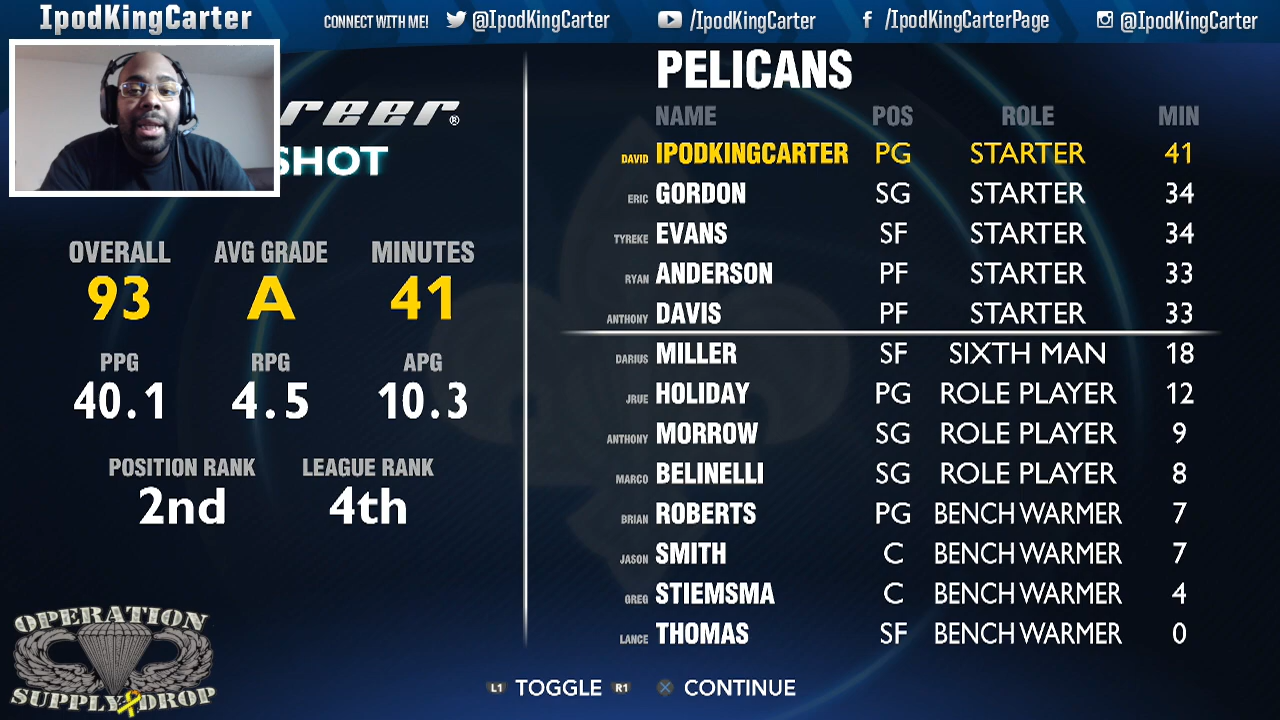 IpodKingCarter CONNECT WITH ME! @IpodKingCarter /IpodKingCarter f /IpodKingCarterPage @IpodKingCarter
reer®
SHOT
OVERALL AVG GRADE MINUTES
93 A 41
PPG RPG APG
40.1 4.5 10.3
POSITION RANK LEAGUE RANK
2nd 4th
PELICANS
NAME POS ROLE MIN
DAVID IPODKINGCARTER PG STARTER 41
ERIC GORDON SG STARTER 34
TYREKE EVANS SF STARTER 34
RYAN ANDERSON PF STARTER 33
ANTHONY DAVIS PF STARTER 33
DARIUS MILLER SF SIXTH MAN 18
JRUE HOLIDAY PG ROLE PLAYER 12
ANTHONY MORROW SG ROLE PLAYER 9
MARCO BELINELLI SG ROLE PLAYER 8
BRIAN ROBERTS PG BENCH WARMER 7
JASON SMITH C BENCH WARMER 7
GREG STIEMSMA C BENCH WARMER 4
LANCE THOMAS SF BENCH WARMER 0
OPERATION
SUPPLY DROP
L1 TOGGLE R1 CONTINUE